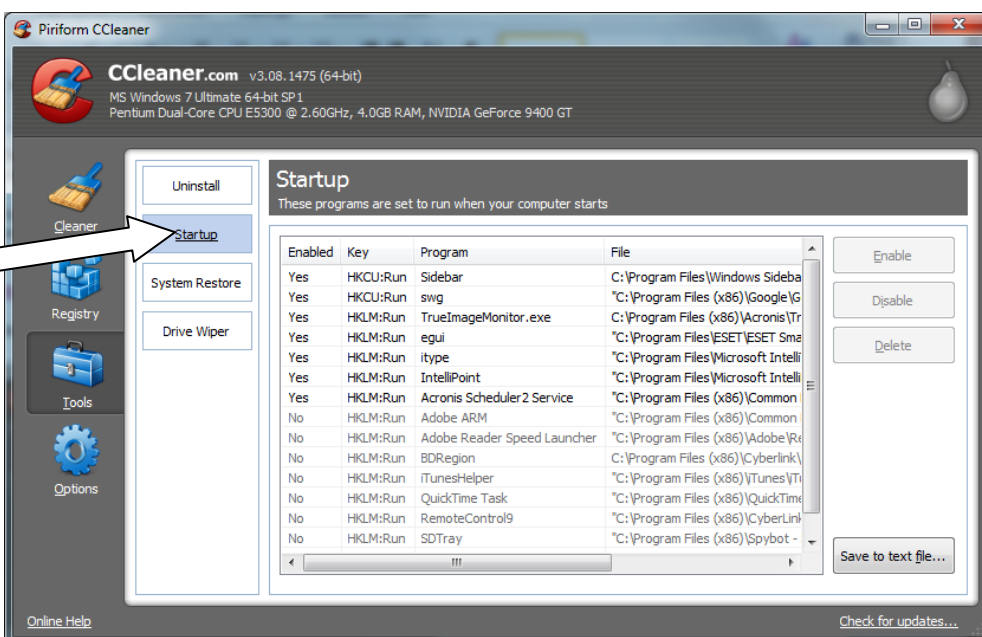 Piriform CCleaner
CCleaner.com v3.08.1475 (64-bit)
MS Windows 7 Ultimate 64-bit SP1
Pentium Dual-Core CPU E5300 @ 2.60GHz, 4.0GB RAM, NVIDIA GeForce 9400 GT
Cleaner
Registry
Tools
Options
Uninstall
Startup
System Restore
Drive Wiper
Startup
These programs are set to run when your computer starts
Enabled Key Program File
Yes HKCU:Run Sidebar C:\Program Files\Windows Sideba
Yes HKCU:Run swg "C:\Program Files (x86)\Google\G
Yes HKLM:Run TrueImageMonitor.exe C:\Program Files (x86)\Acronis\Tr
Yes HKLM:Run egui "C:\Program Files\ESET\ESET Sma
Yes HKLM:Run itype "C:\Program Files\Microsoft Intelli
Yes HKLM:Run IntelliPoint "C:\Program Files\Microsoft Intelli
Yes HKLM:Run Acronis Scheduler2 Service "C:\Program Files (x86)\Common
No HKLM:Run Adobe ARM "C:\Program Files (x86)\Common
No HKLM:Run Adobe Reader Speed Launcher "C:\Program Files (x86)\Adobe\Re
No HKLM:Run BDRegion C:\Program Files (x86)\Cyberlink\
No HKLM:Run iTunesHelper "C:\Program Files (x86)\iTunes\iTu
No HKLM:Run QuickTime Task "C:\Program Files (x86)\QuickTime
No HKLM:Run RemoteControl9 "C:\Program Files (x86)\CyberLink
No HKLM:Run SDTray "C:\Program Files (x86)\Spybot -
Enable
Disable
Delete
Save to text file...
Online Help
Check for updates...